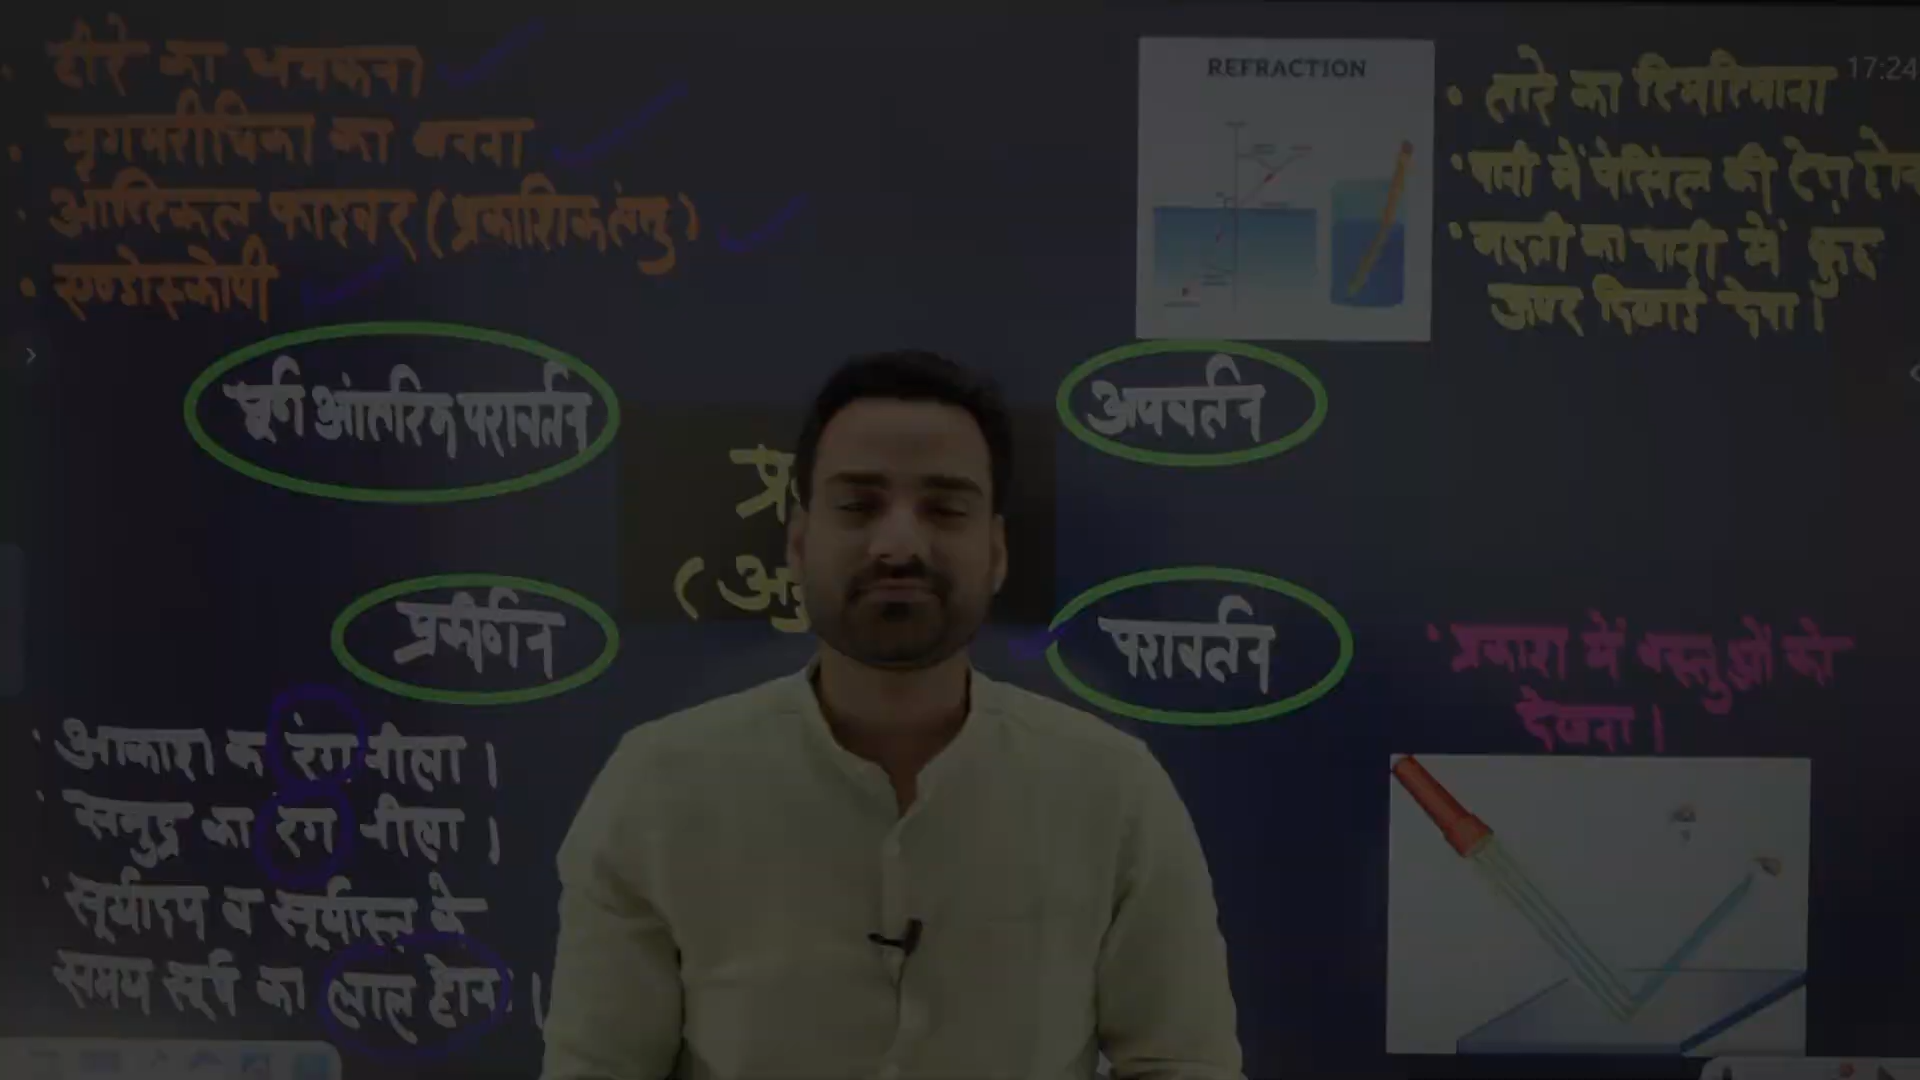 हीरे का चमकना
मृगमरीचिका का बनना
आप्टिकल फाइबर (प्रकाशिक तंतु)
एण्डोस्कोपी
पूर्ण आंतरिक परावर्तन
REFRACTION
17:24
तारे का टिमटिमाना
पानी में पेंसिल की टेढ़ा
मछली का पानी में कुछ
ऊपर दिखाई देना।
अपवर्तन
प्रकीर्णन
आकाश क रंग नीला।
समुद्र का रंग नीला।
सूर्योदय व सूर्यास्त के
समय सूर्य का लाल होना।
परावर्तन
प्रकाश में वस्तुओं को
देखना।